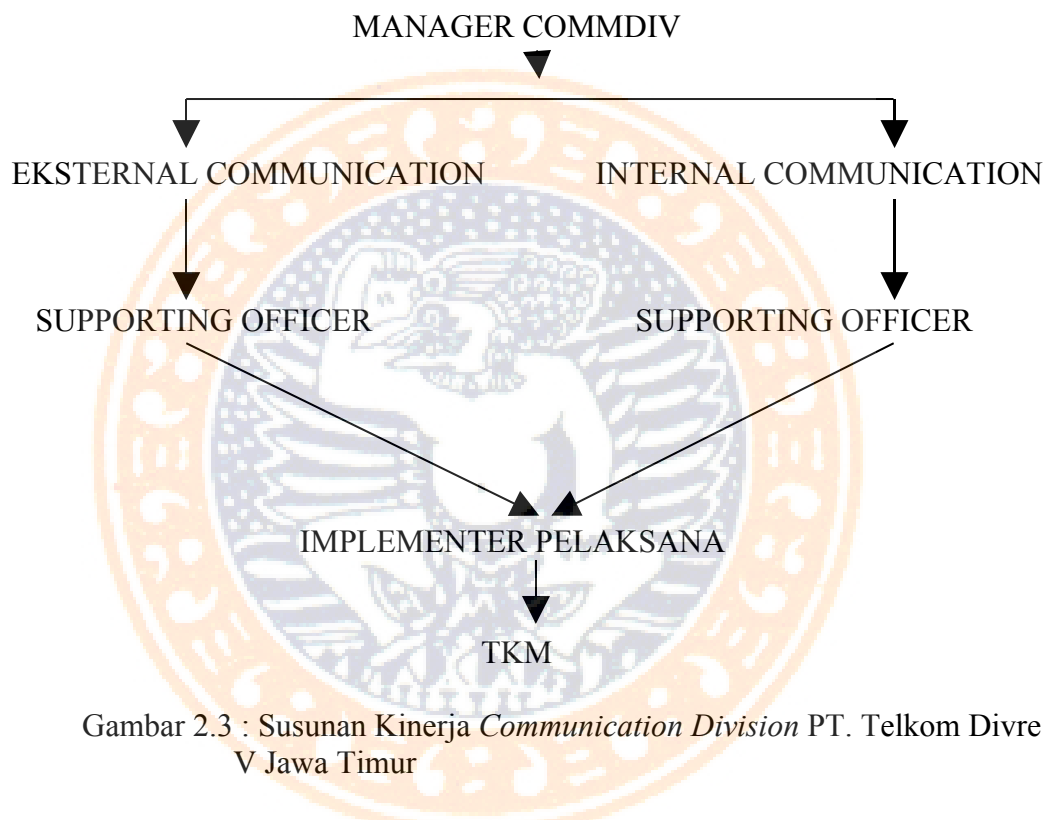 MANAGER COMMDIV
EKSTERNAL COMMUNICATION
INTERNAL COMMUNICATION
SUPPORTING OFFICER
SUPPORTING OFFICER
IMPLEMENTER PELAKSANA
TKM
Gambar 2.3 : Susunan Kinerja Communication Division PT. Telkom Divre
V Jawa Timur